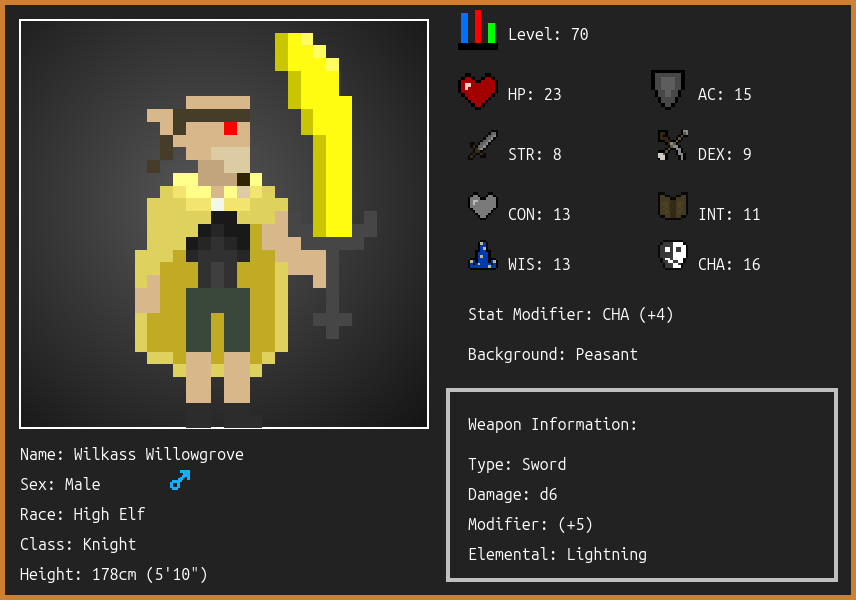 Level: 70
HP: 23
AC: 15
STR: 8
DEX: 9
CON: 13
INT: 11
WIS: 13
CHA: 16
Stat Modifier: CHA (+4)
Background: Peasant
Weapon Information:
Type: Sword
Damage: d6
Modifier: (+5)
Elemental: Lightning
Name: Wilkass Willowgrove
Sex: Male
Race: High Elf
Class: Knight
Height: 178cm (5'10")